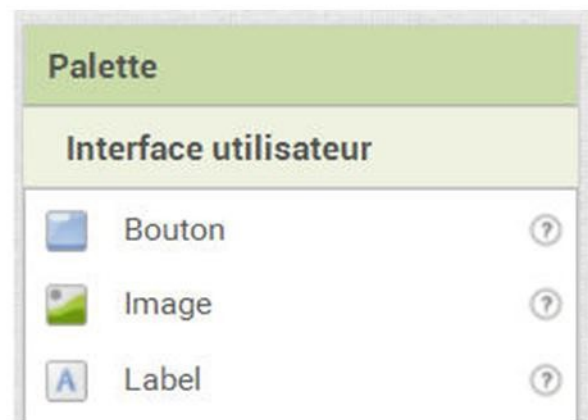 Palette
Interface utilisateur
Bouton
?
Image
?
A
Label
?